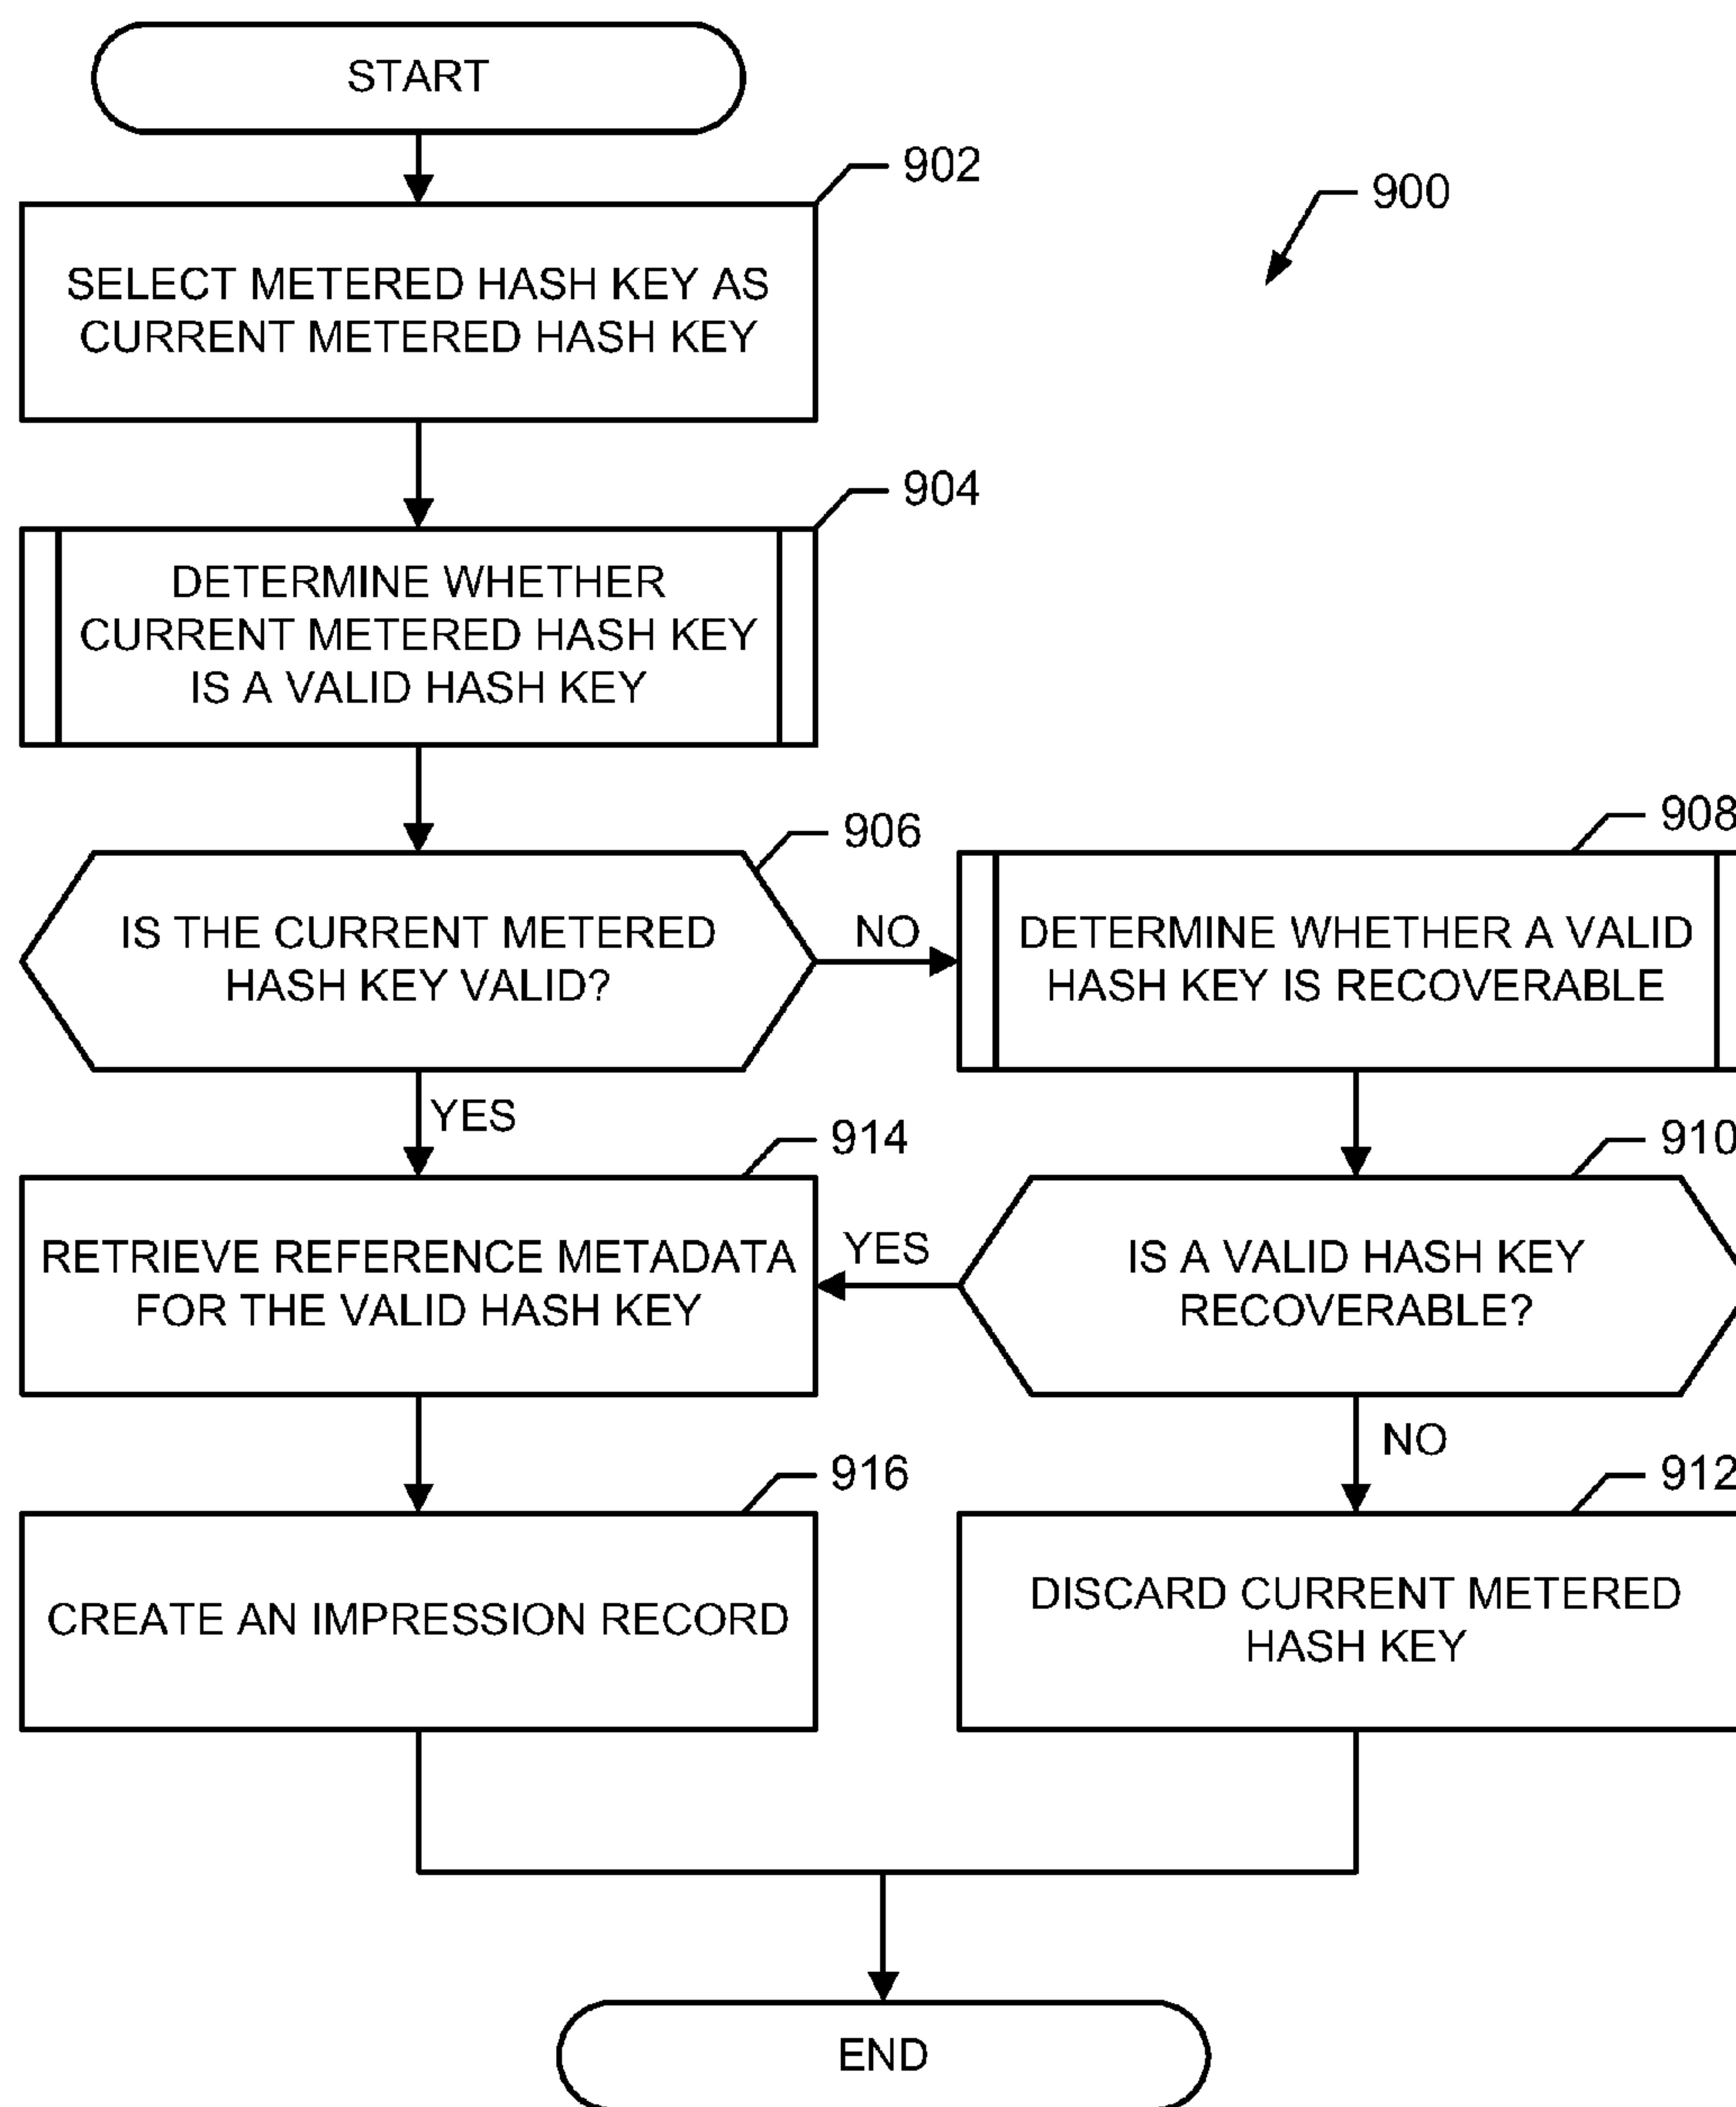 START
902
900
SELECT METERED HASH KEY AS
CURRENT METERED HASH KEY
904
DETERMINE WHETHER
CURRENT METERED HASH KEY
IS A VALID HASH KEY
906
908
IS THE CURRENT METERED
HASH KEY VALID?
NO
DETERMINE WHETHER A VALID
HASH KEY IS RECOVERABLE
YES
914
910
RETRIEVE REFERENCE METADATA
FOR THE VALID HASH KEY
YES
IS A VALID HASH KEY
RECOVERABLE?
NO
916
912
CREATE AN IMPRESSION RECORD
DISCARD CURRENT METERED
HASH KEY
END